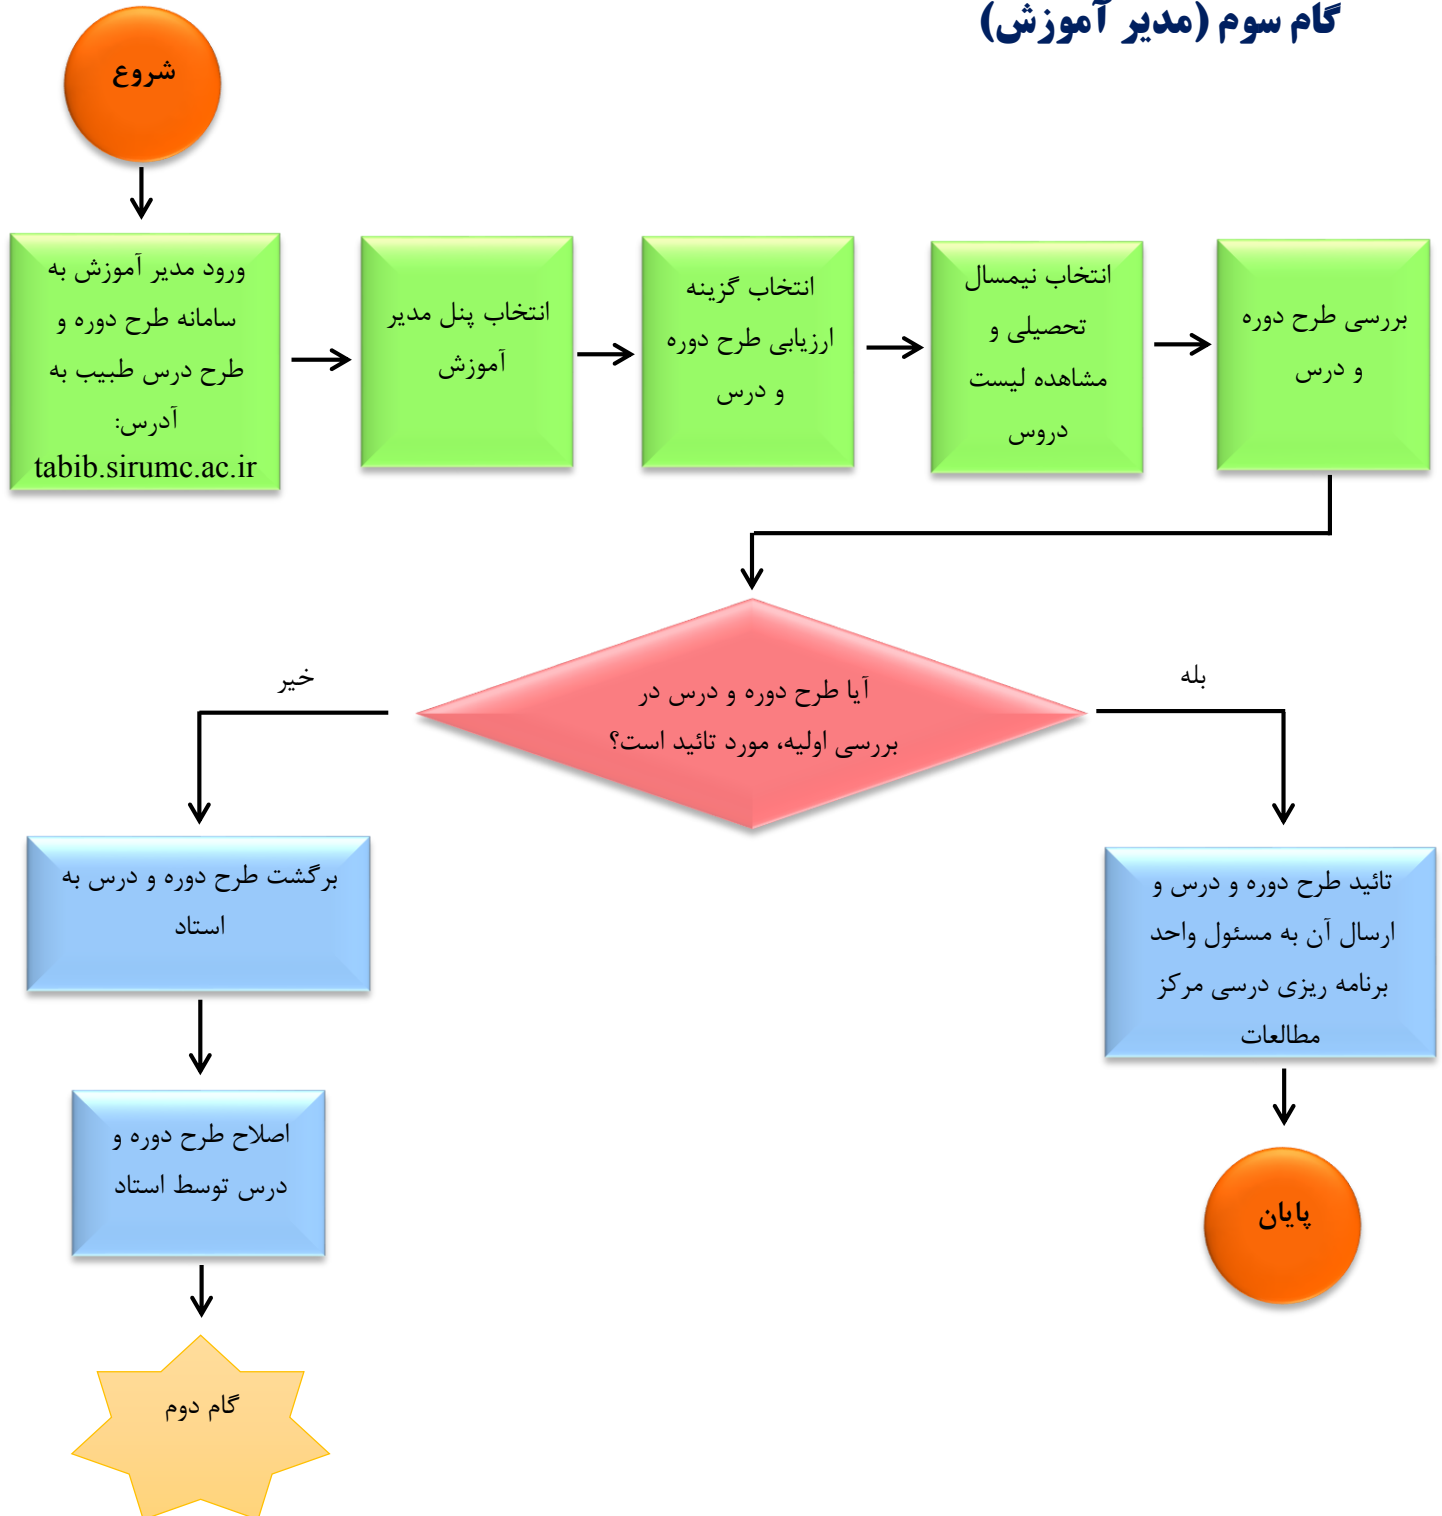 گام سوم (مدیر آموزش)
شروع
ورود مدیر آموزش به
سامانه طرح دوره و
طرح درس طبیب به
آدرس:
tabib.sirumc.ac.ir
انتخاب پنل مدیر
آموزش
انتخاب گزینه
ارزیابی طرح دوره
و درس
انتخاب نیمسال
تحصیلی و
مشاهده لیست
دروس
بررسی طرح دوره
و درس
آیا طرح دوره و درس در
بررسی اولیه، مورد تائید است؟
خیر
بله
برگشت طرح دوره و درس به
استاد
اصلاح طرح دوره و
درس توسط استاد
گام دوم
تائید طرح دوره و درس و
ارسال آن به مسئول واحد
برنامه ریزی درسی مرکز
مطالعات
پایان